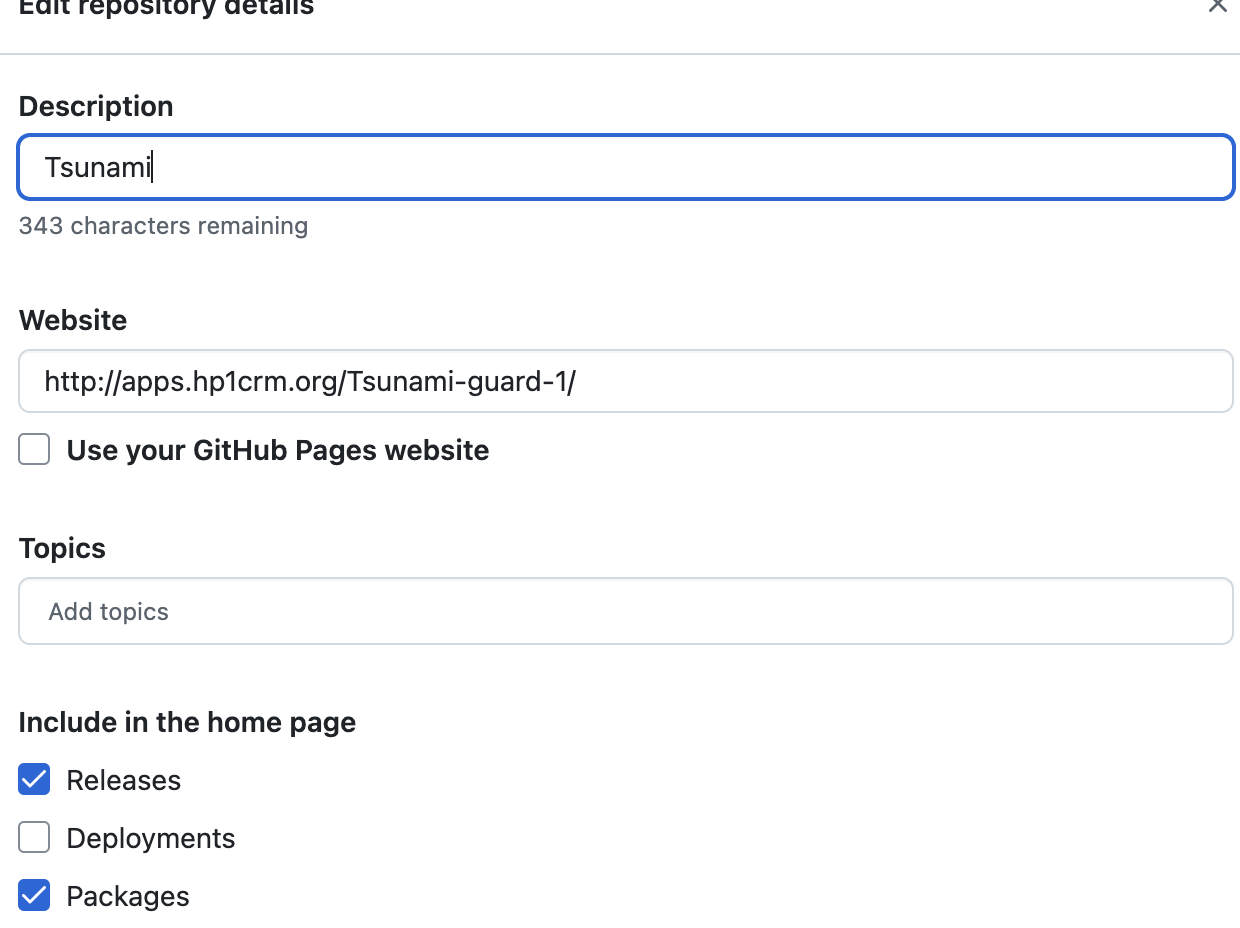 Edit repository details
Description
Tsunami
343 characters remaining
Website
http://apps.hp1crm.org/Tsunami-guard-1/
Use your GitHub Pages website
Topics
Add topics
Include in the home page
Releases
Deployments
Packages